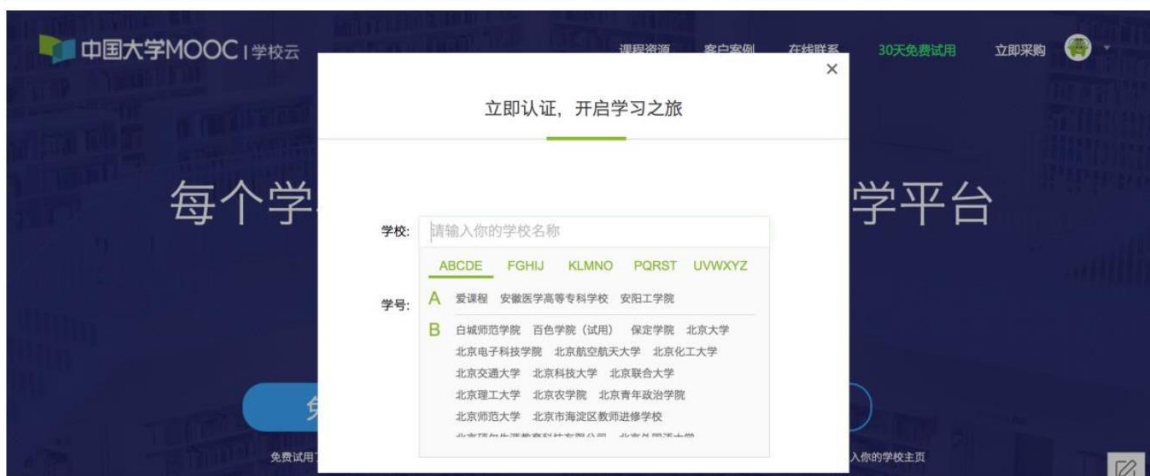 中国大学MOOC | 学校云
课程资源 客户案例 在线联系 30天免费试用 立即采购
×
立即认证，开启学习之旅
每个学
学平台
学校: 请输入你的学校名称
ABCDE FGHIJ KLMNO PQRST UVWXYZ
学号:
A 爱课程 安徽医学高等专科学校 安阳工学院
B 白城师范学院 百色学院（试用） 保定学院 北京大学
北京电子科技学院 北京航空航天大学 北京化工大学
北京交通大学 北京科技大学 北京联合大学
北京理工大学 北京农学院 北京青年政治学院
北京师范大学 北京市海淀区教师进修学校
免费试用
入你的学校主页